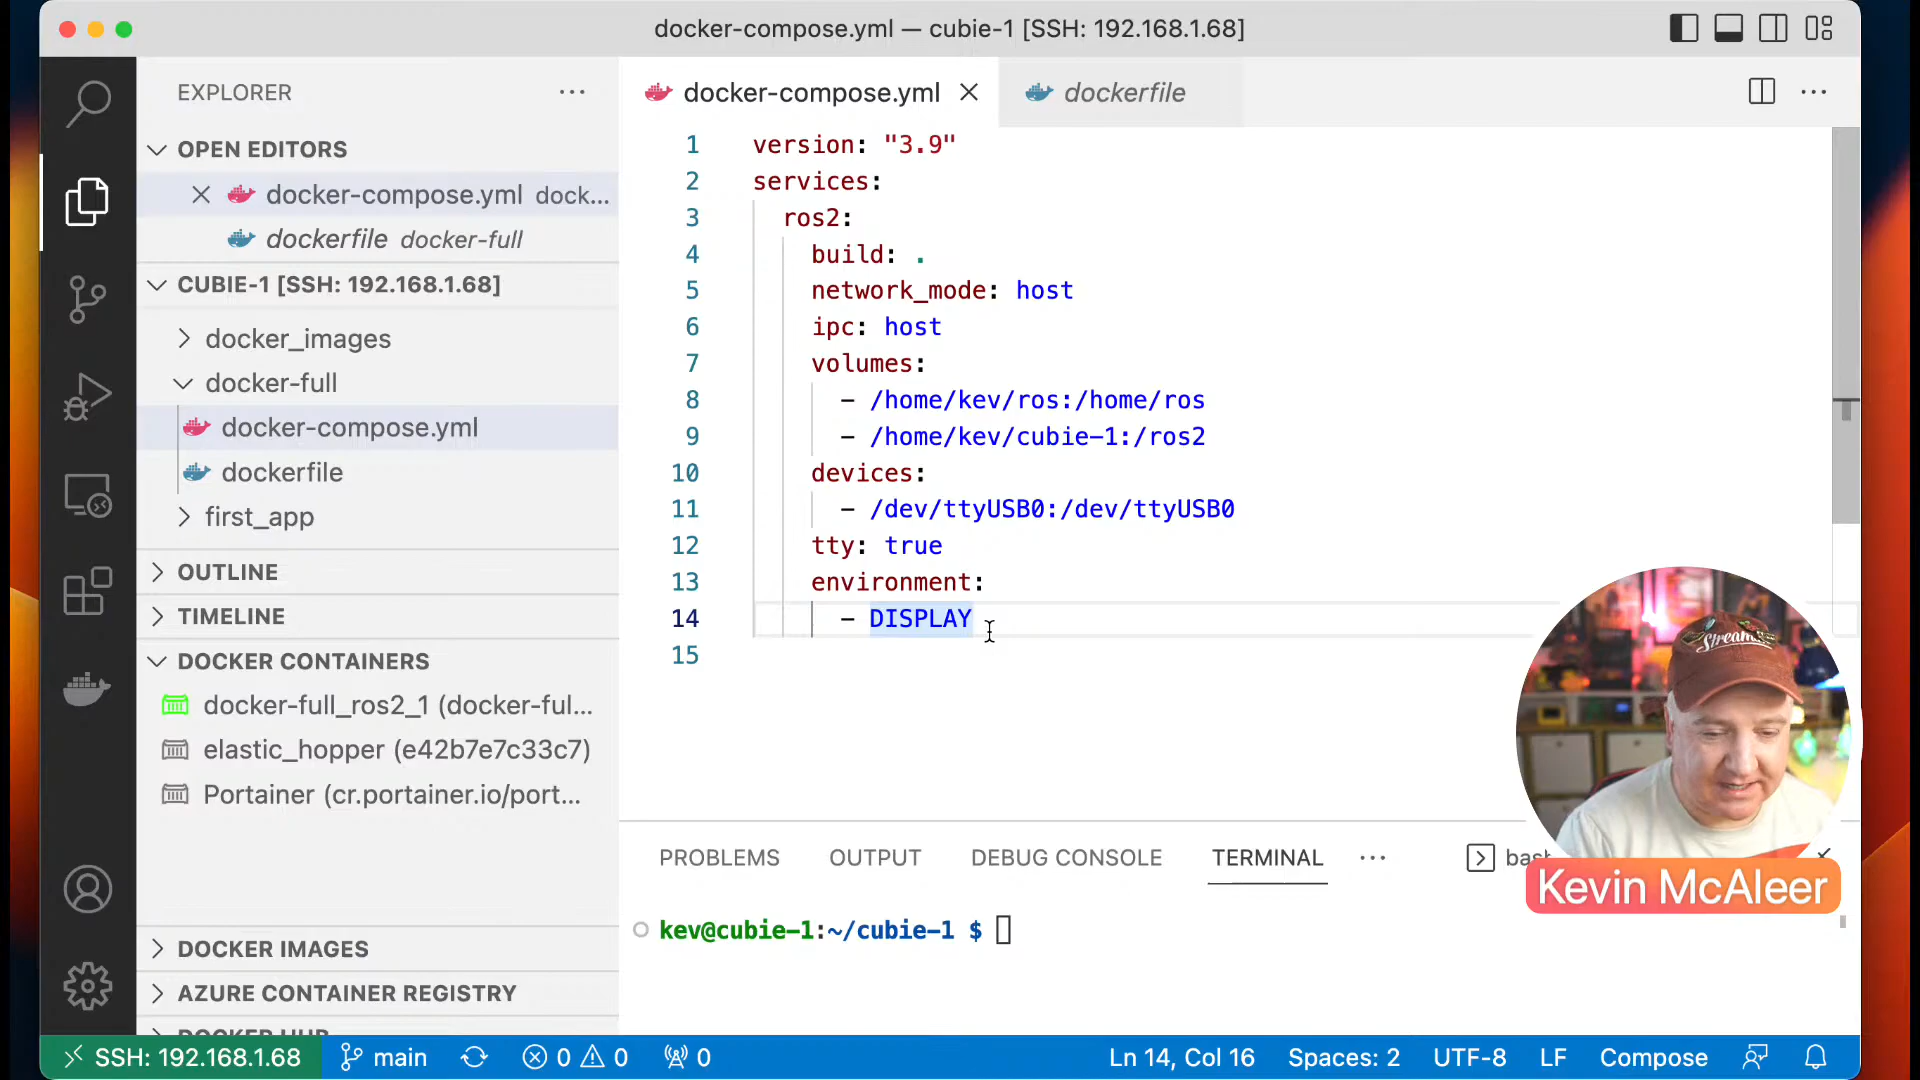 docker-compose.yml — cubie-1 [SSH: 192.168.1.68]
EXPLORER
OPEN EDITORS
docker-compose.yml dock...
dockerfile docker-full
CUBIE-1 [SSH: 192.168.1.68]
docker_images
docker-full
docker-compose.yml
dockerfile
first_app
OUTLINE
TIMELINE
DOCKER CONTAINERS
docker-full_ros2_1 (docker-ful...
elastic_hopper (e42b7e7c33c7)
Portainer (cr.portainer.io/port...
DOCKER IMAGES
AZURE CONTAINER REGISTRY
DOCKER HUB
docker-compose.yml
dockerfile
1 version: "3.9"
2 services:
3 ros2:
4 build: .
5 network_mode: host
6 ipc: host
7 volumes:
8 - /home/kev/ros:/home/ros
9 - /home/kev/cubie-1:/ros2
10 devices:
11 - /dev/ttyUSB0:/dev/ttyUSB0
12 tty: true
13 environment:
14 - DISPLAY
15
PROBLEMS OUTPUT DEBUG CONSOLE TERMINAL
kev@cubie-1:~/cubie-1 $
Kevin McAleer
SSH: 192.168.1.68 main 0 0 0 Ln 14, Col 16 Spaces: 2 UTF-8 LF Compose